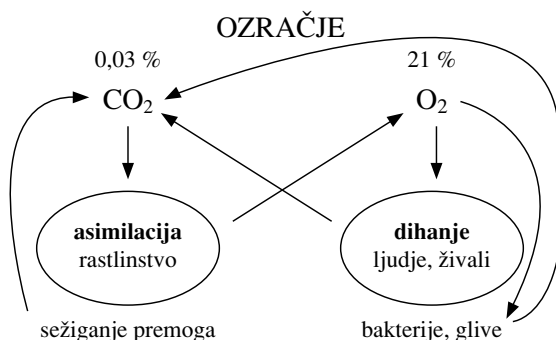 OZRAČJE
0,03 %
21 %
CO₂
O₂
asimilacija
rastlinstvo
dihanje
ljudje, živali
sežiganje premoga
bakterije, glive